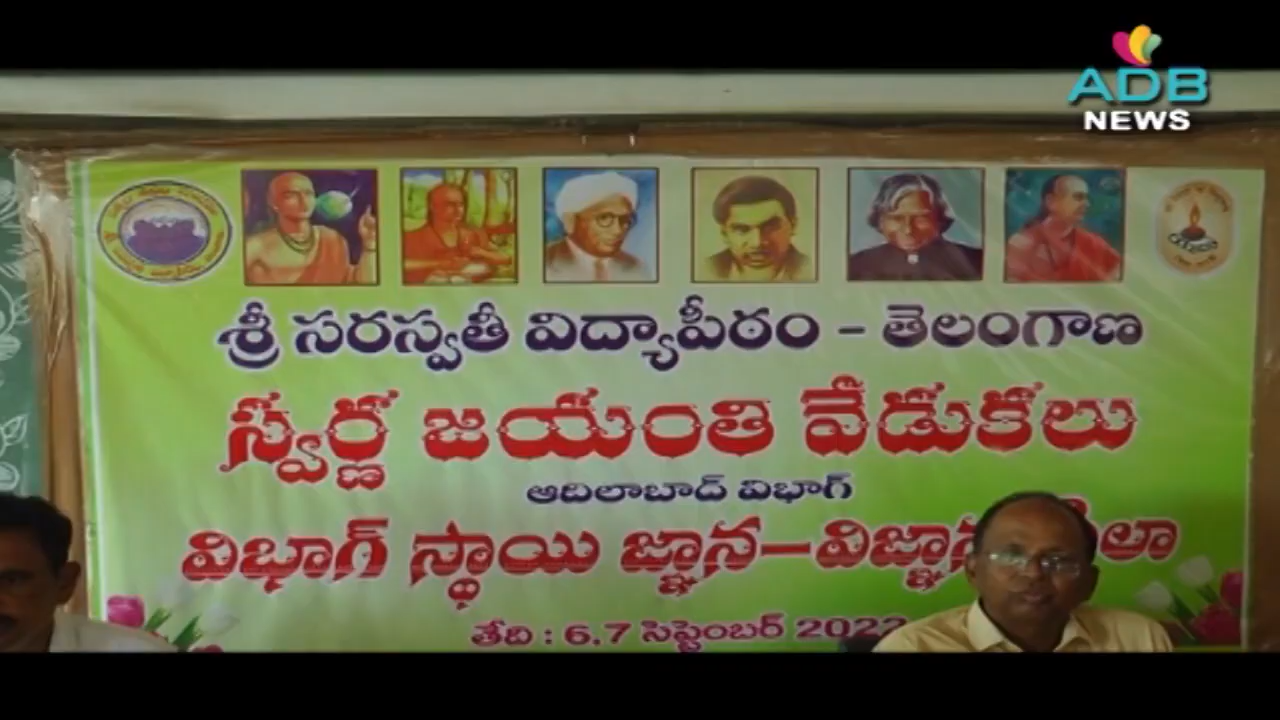 ADB
NEWS
శ్రీ సరస్వతీ విద్యాపీఠం - తెలంగాణ
స్వర్ణ జయంతి వేడుకలు
ఆదిలాబాద్ విభాగ్
విభాగ్ స్థాయి జ్ఞాన-విజ్ఞాన
తేది : 6.7 సెప్టెంబర్ 2022